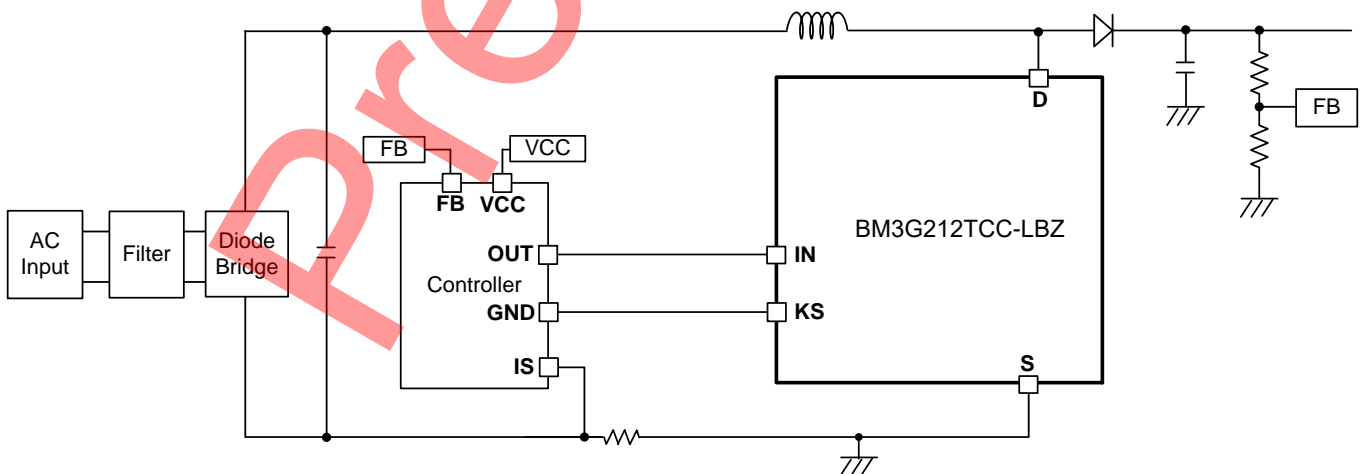 Pre
D
FB
VCC
FB
FB VCC
AC
Input
Filter
Diode
Bridge
OUT
Controller
GND
IS
BM3G212TCC-LBZ
IN
KS
S